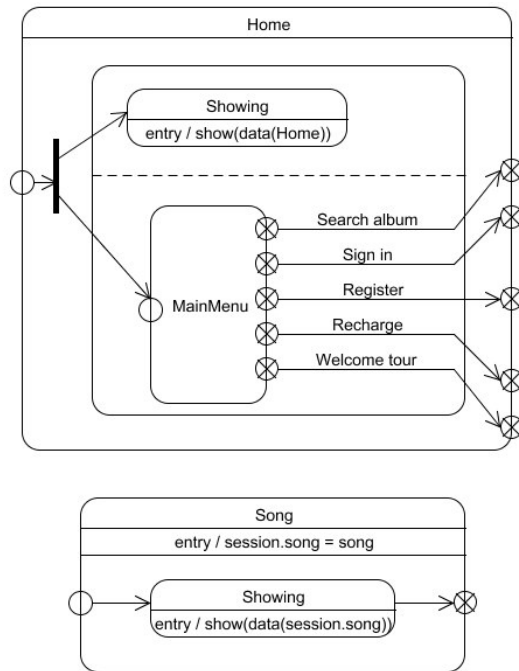 Home
Showing
entry / show(data(Home))
Search album
Sign in
MainMenu
Register
Recharge
Welcome tour
Song
entry / session.song = song
Showing
entry / show(data(session.song))